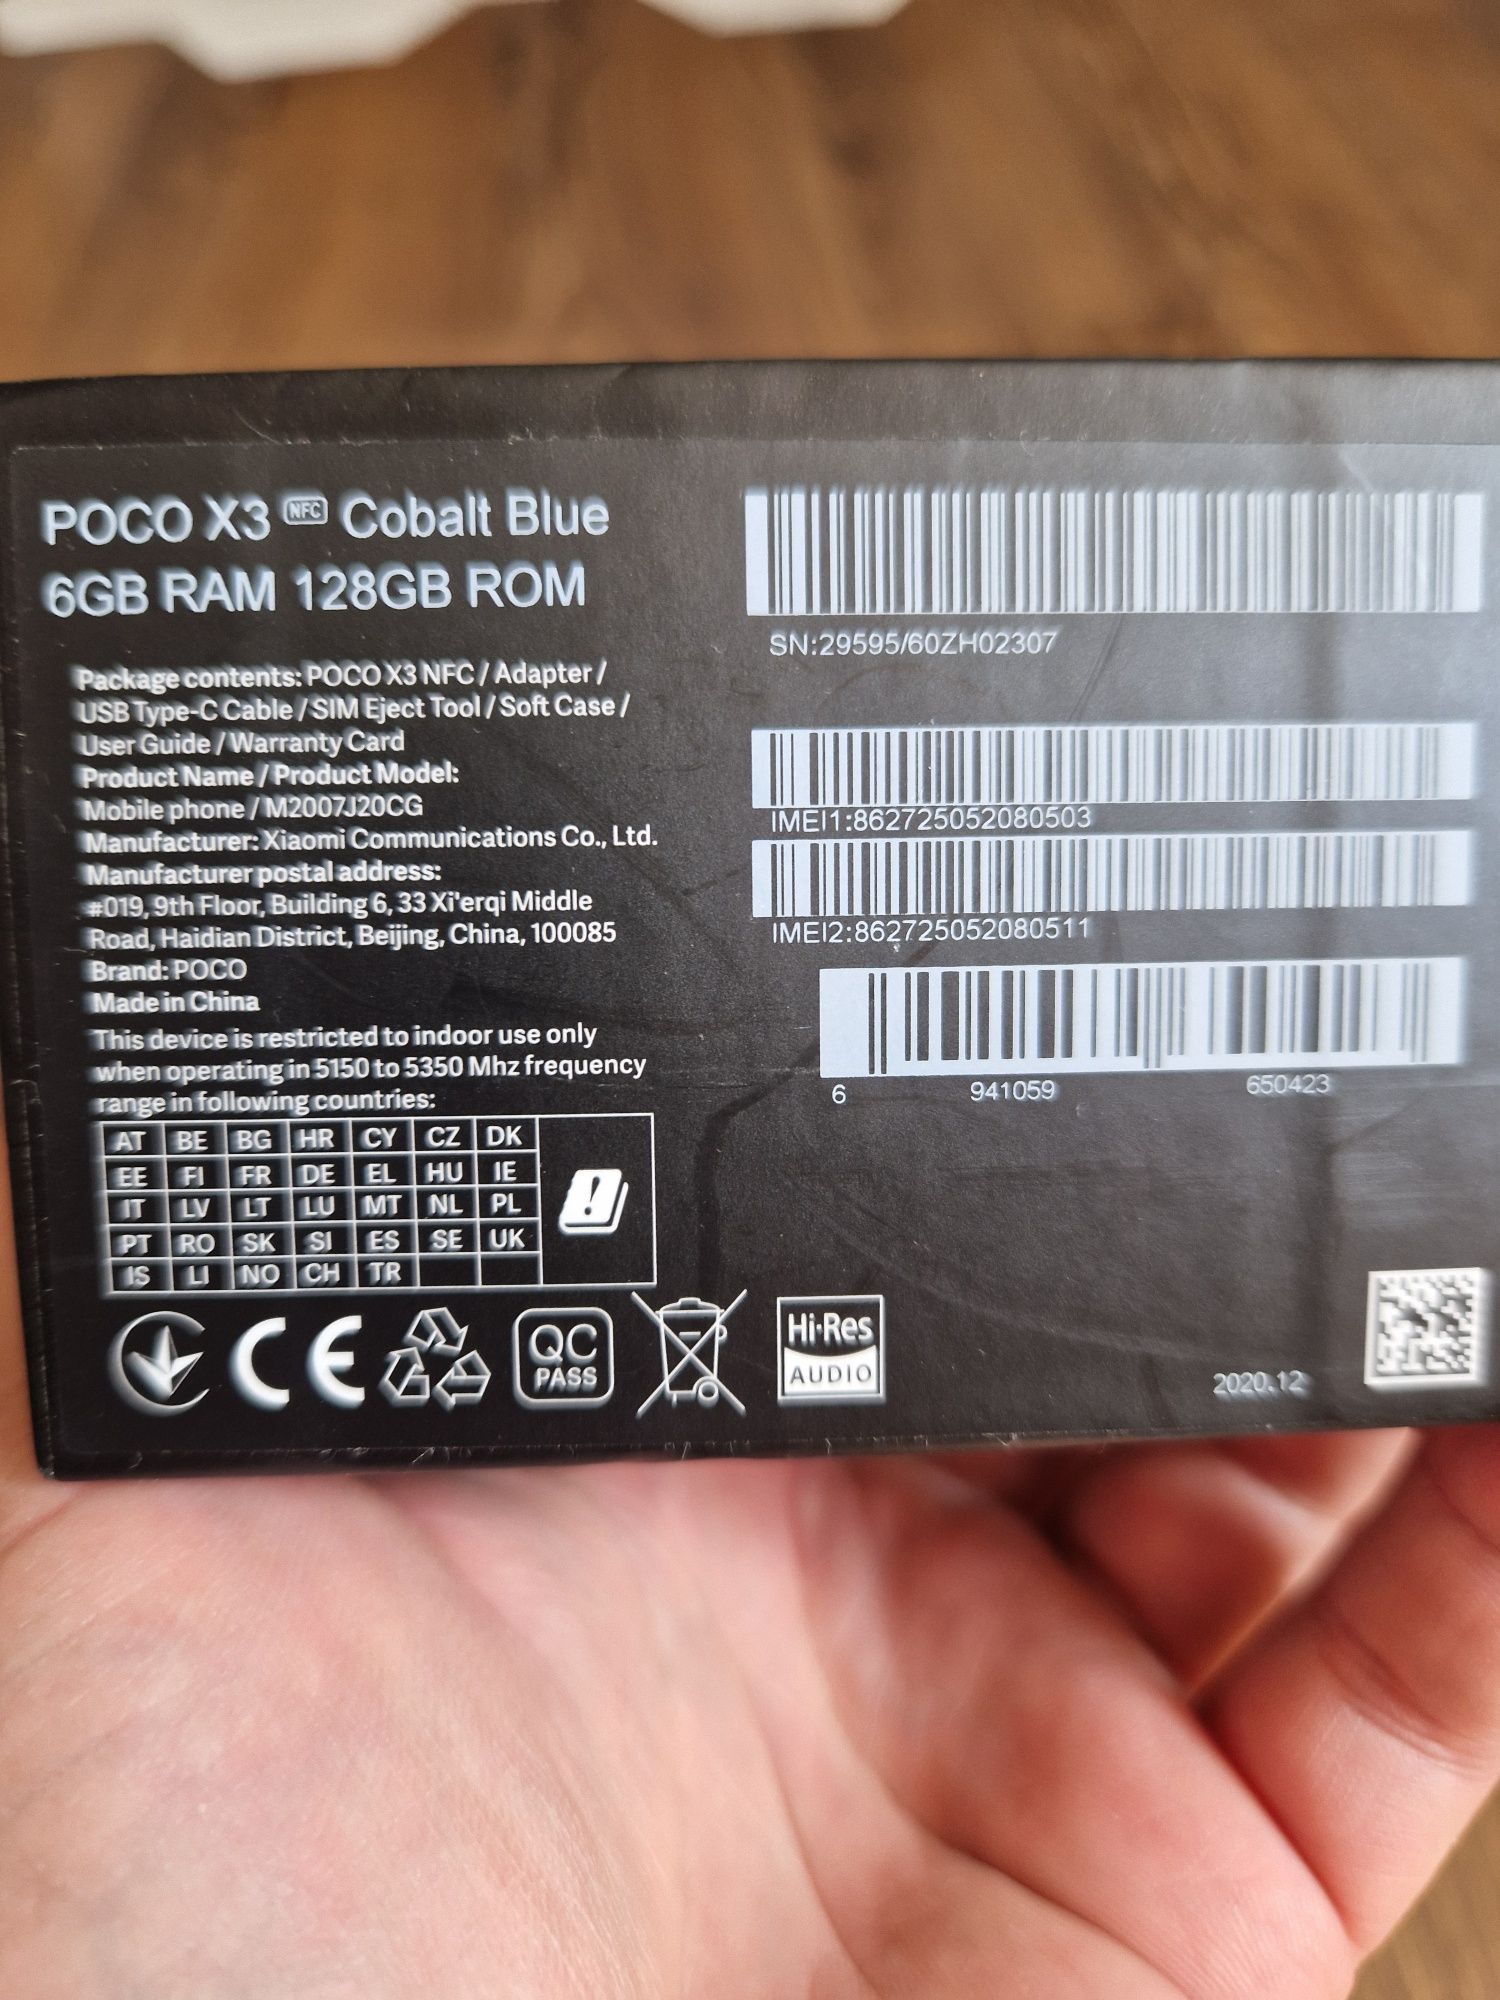 POCO X3 NFC Cobalt Blue
6GB RAM 128GB ROM
Package contents: POCO X3 NFC / Adapter /
USB Type-C Cable / SIM Eject Tool / Soft Case /
User Guide / Warranty Card
Product Name / Product Model:
Mobile phone / M2007J20CG
Manufacturer: Xiaomi Communications Co., Ltd.
Manufacturer postal address:
#019, 9th Floor, Building 6, 33 Xi'erqi Middle
Road, Haidian District, Beijing, China, 100085
Brand: POCO
Made in China
This device is restricted to indoor use only
when operating in 5150 to 5350 Mhz frequency
range in following countries:
AT BE BG HR CY CZ DK
EE FI FR DE EL HU IE
IT LV LT LU MT NL PL
PT RO SK SI ES SE UK
IS LI NO CH TR
CE
QC
PASS
Hi-Res
AUDIO
SN:29595/60ZH02307
IMEI1:862725052080503
IMEI2:862725052080511
6 941059 650423
2020.12